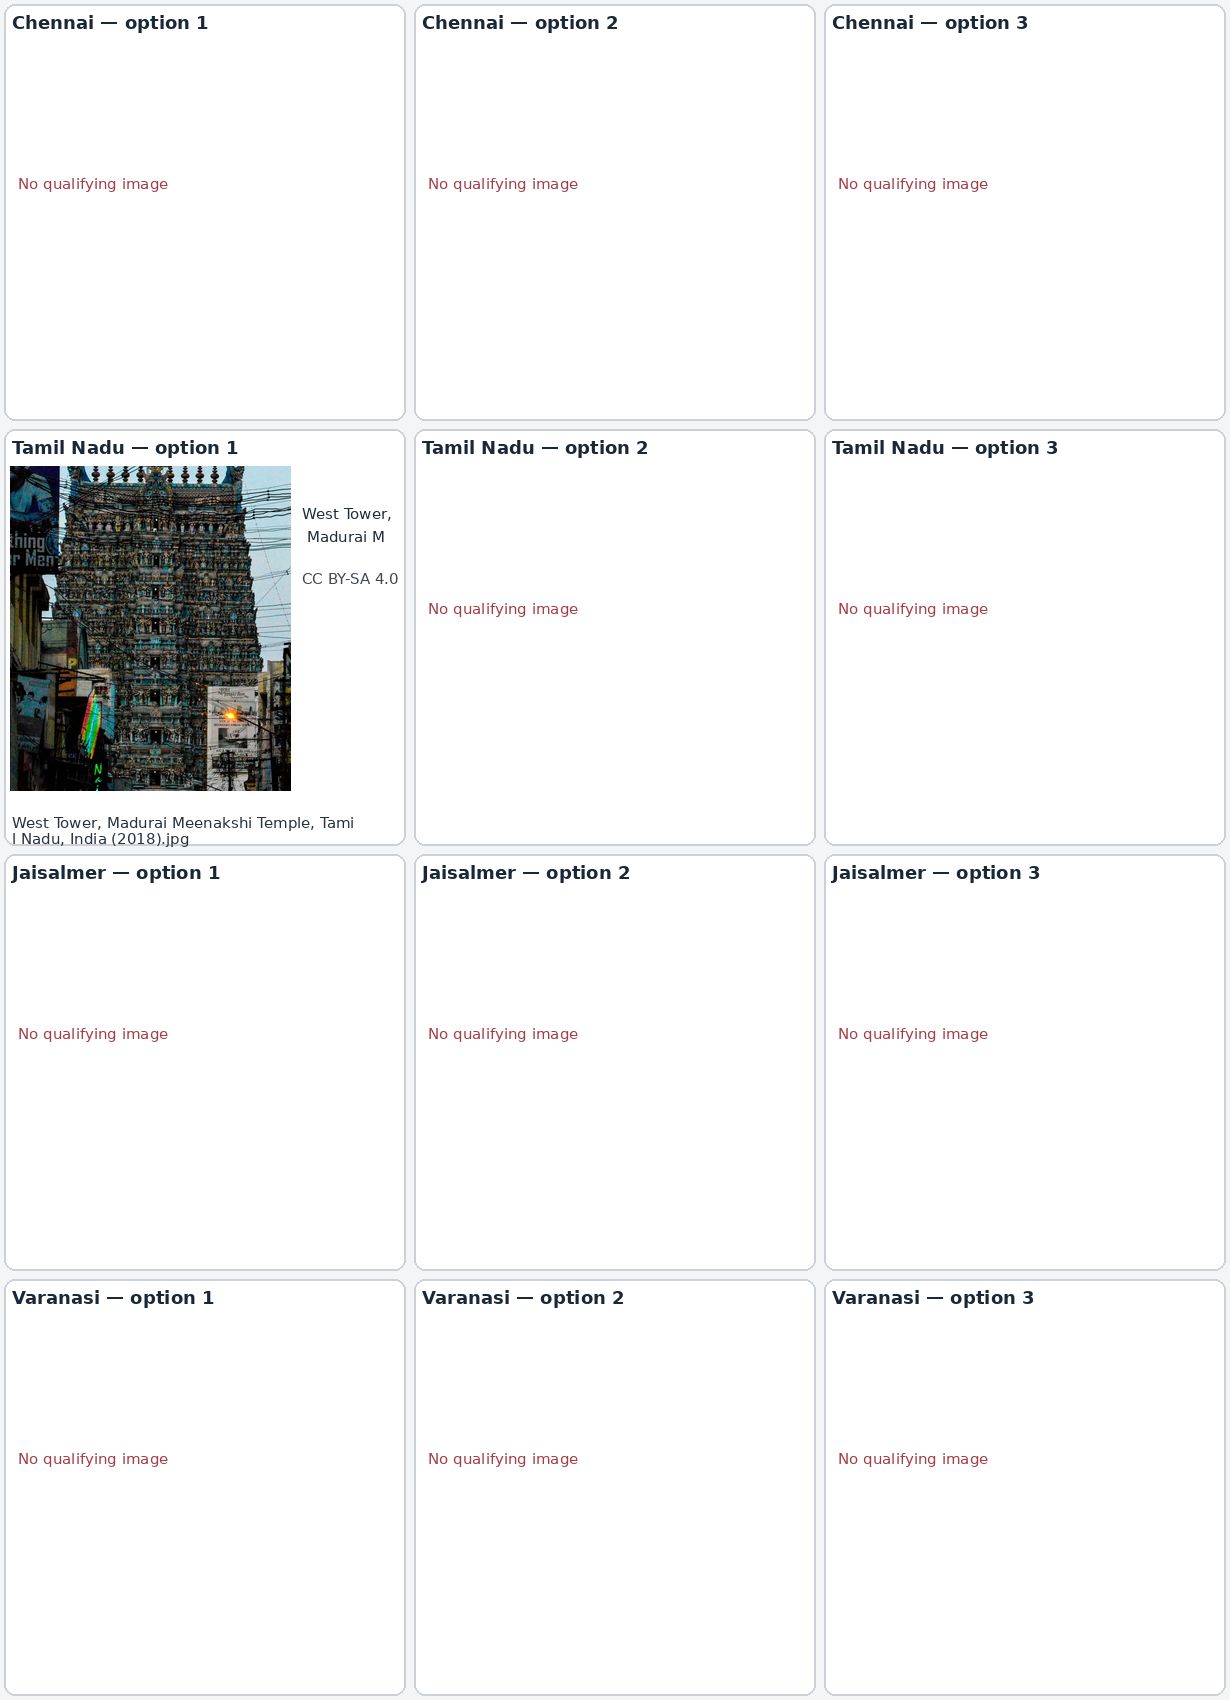 Chennai — option 1
Chennai — option 2
Chennai — option 3
No qualifying image
No qualifying image
No qualifying image
Tamil Nadu — option 1
Tamil Nadu — option 2
Tamil Nadu — option 3
thing
r Men
West Tower,
Madurai M
CC BY-SA 4.0
No qualifying image
No qualifying image
West Tower, Madurai Meenakshi Temple, Tami
l Nadu, India (2018).jpg
Jaisalmer — option 1
Jaisalmer — option 2
Jaisalmer — option 3
No qualifying image
No qualifying image
No qualifying image
Varanasi — option 1
Varanasi — option 2
Varanasi — option 3
No qualifying image
No qualifying image
No qualifying image